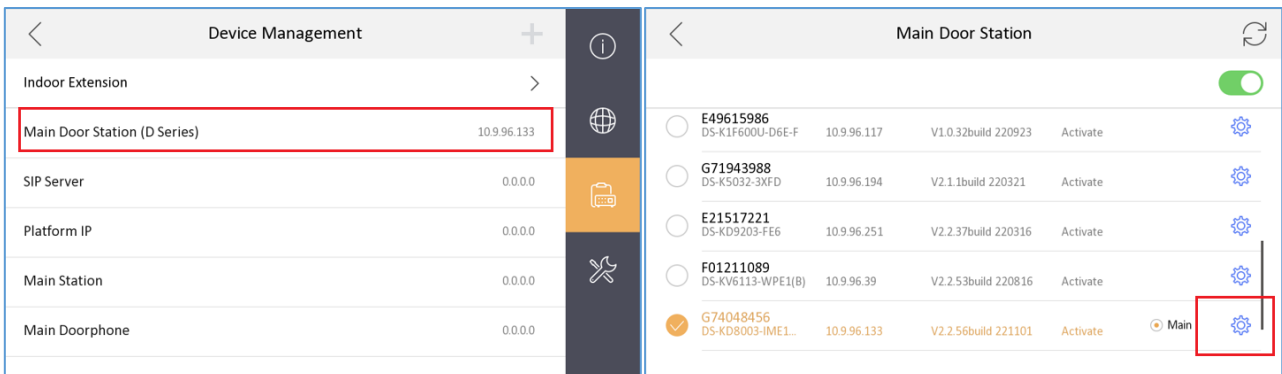 Device Management
Indoor Extension
Main Door Station (D Series) 10.9.96.133
SIP Server 0.0.0.0
Platform IP 0.0.0.0
Main Station 0.0.0.0
Main Doorphone 0.0.0.0
Main Door Station
E49615986
DS-K1F600U-D6E-F 10.9.96.117 V1.0.32build 220923 Activate
G71943988
DS-K5032-3XFD 10.9.96.194 V2.1.1build 220321 Activate
E21517221
DS-KD9203-FE6 10.9.96.251 V2.2.37build 220316 Activate
F01211089
DS-KV6113-WPE1(B) 10.9.96.39 V2.2.53build 220816 Activate
G74048456
DS-KD8003-IME1... 10.9.96.133 V2.2.56build 221101 Activate Main